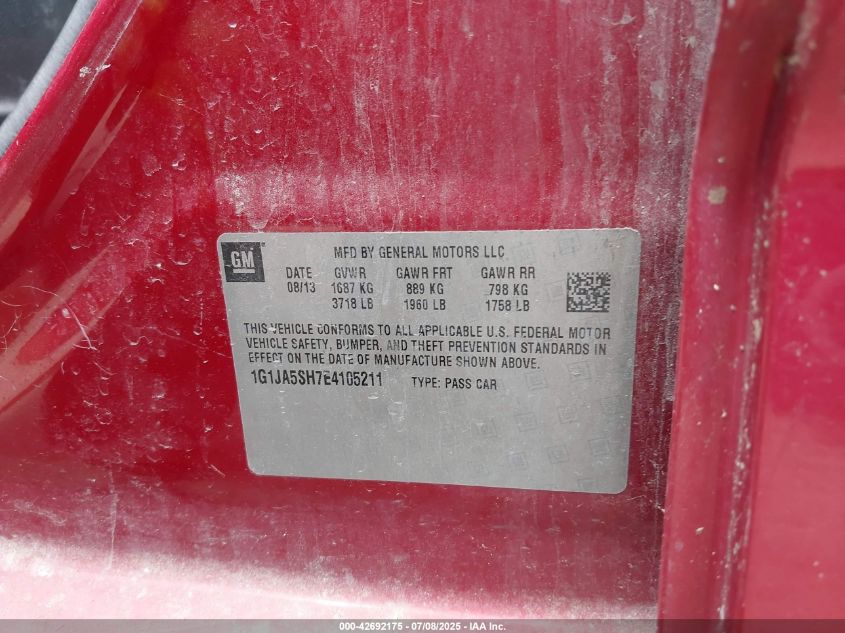 GM
MFD BY GENERAL MOTORS LLC
DATE GVWR GAWR FRT GAWR RR
08/13 1687 KG 889 KG 798 KG
3718 LB 1960 LB 1758 LB
THIS VEHICLE CONFORMS TO ALL APPLICABLE U.S. FEDERAL MOTOR
VEHICLE SAFETY, BUMPER, AND THEFT PREVENTION STANDARDS IN
EFFECT ON THE DATE OF MANUFACTURE SHOWN ABOVE.
1G1JA5SH7E4105211 TYPE: PASS CAR
000-42692175 - 07/08/2025 - IAA Inc.